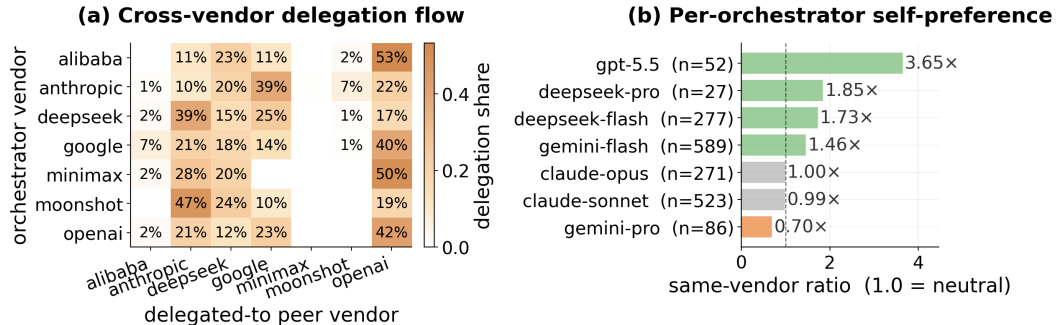 (a) Cross-vendor delegation flow
orchestrator vendor
alibaba 11% 23% 11% 2% 53%
anthropic 1% 10% 20% 39% 7% 22%
deepseek 2% 39% 15% 25% 1% 17%
google 7% 21% 18% 14% 1% 40%
minimax 2% 28% 20% 50%
moonshot 47% 24% 10% 19%
openai 2% 21% 12% 23% 42%
alibaba anthropic deepseek google minimax moonshot openai
delegated-to peer vendor
0.4
0.2
0.0
delegation share
(b) Per-orchestrator self-preference
gpt-5.5 (n=52) 3.65×
deepseek-pro (n=27) 1.85×
deepseek-flash (n=277) 1.73×
gemini-flash (n=589) 1.46×
claude-opus (n=271) 1.00×
claude-sonnet (n=523) 0.99×
gemini-pro (n=86) 0.70×
0 2 4
same-vendor ratio (1.0 = neutral)